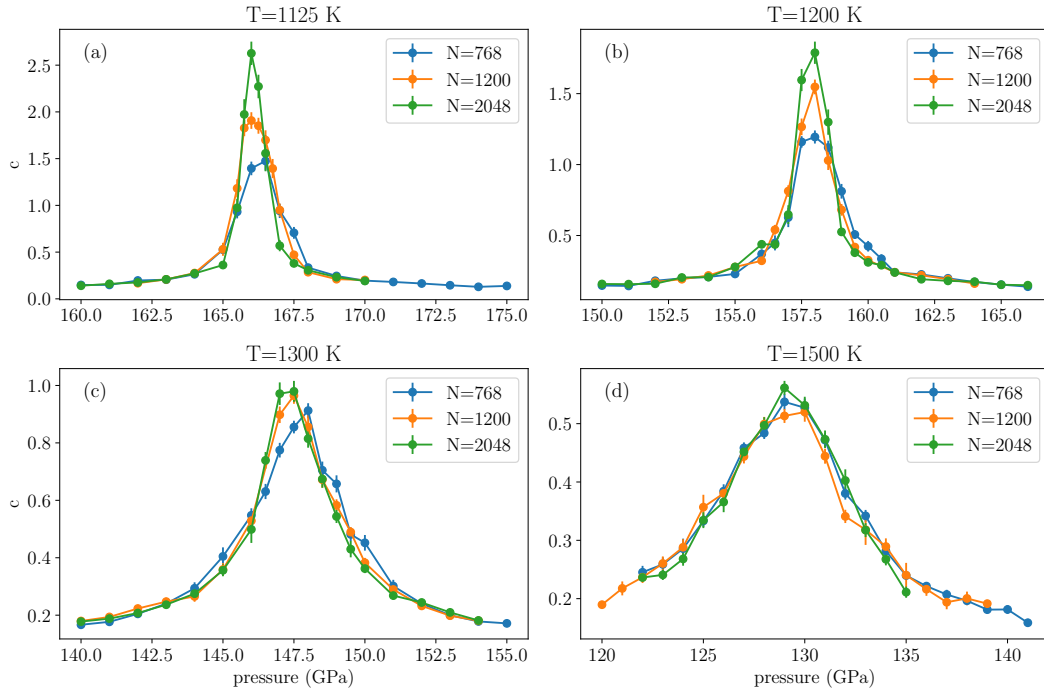 T=1125 K
(a)
N=768
N=1200
N=2048
c
2.5
2.0
1.5
1.0
0.5
0.0
160.0 162.5 165.0 167.5 170.0 172.5 175.0
T=1200 K
(b)
N=768
N=1200
N=2048
1.5
1.0
0.5
0.0
150.0 152.5 155.0 157.5 160.0 162.5 165.0
T=1300 K
(c)
N=768
N=1200
N=2048
c
1.0
0.8
0.6
0.4
0.2
140.0 142.5 145.0 147.5 150.0 152.5 155.0
pressure (GPa)
T=1500 K
(d)
N=768
N=1200
N=2048
0.5
0.4
0.3
0.2
120 125 130 135 140
pressure (GPa)